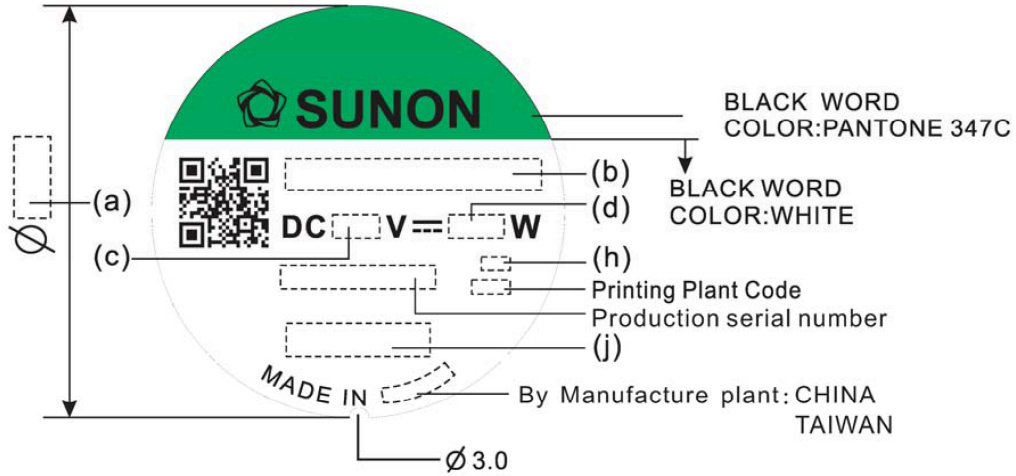 SUNON
BLACK WORD
COLOR:PANTONE 347C
BLACK WORD
COLOR:WHITE
(a)
Ø
(b)
(d)
DC V W
(c)
(h)
Printing Plant Code
Production serial number
(j)
MADE IN
By Manufacture plant: CHINA
TAIWAN
Ø 3.0